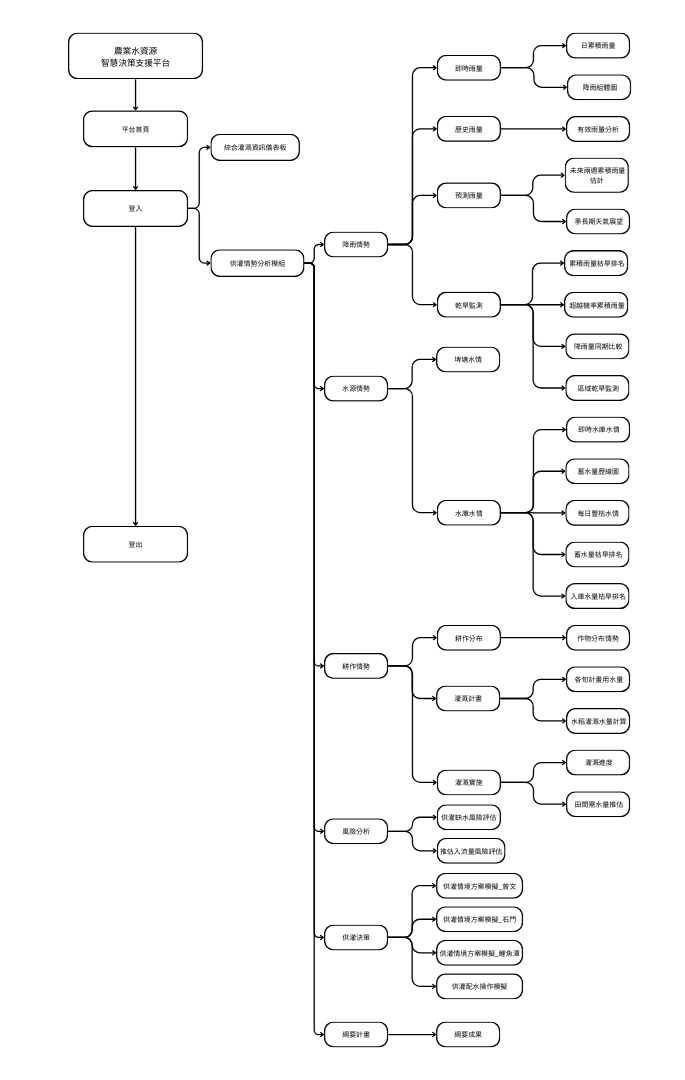 農業水資源
智慧決策支援平台
平台首頁
登入
登出
綜合灌溉資訊儀表板
供灌情勢分析模組
降雨情勢
即時雨量
日累積雨量
降雨組體圖
歷史雨量
有效雨量分析
預測雨量
未來兩週累積雨量
估計
季長期天氣展望
乾旱監測
累積雨量枯旱排名
超越機率累積雨量
降雨量同期比較
區域乾旱監測
水源情勢
埤塘水情
水庫水情
即時水庫水情
蓄水量歷線圖
每日豐枯水情
蓄水量枯旱排名
入庫水量枯旱排名
耕作情勢
耕作分布
作物分布情勢
灌溉計畫
各旬計畫用水量
水稻灌溉水量計算
灌溉實施
灌溉進度
田間需水量推估
風險分析
供灌缺水風險評估
推估入流量風險評估
供灌決策
供灌情境方案模擬_曾文
供灌情境方案模擬_石門
供灌情境方案模擬_鯉魚潭
供灌配水操作模擬
綱要計畫
綱要成果